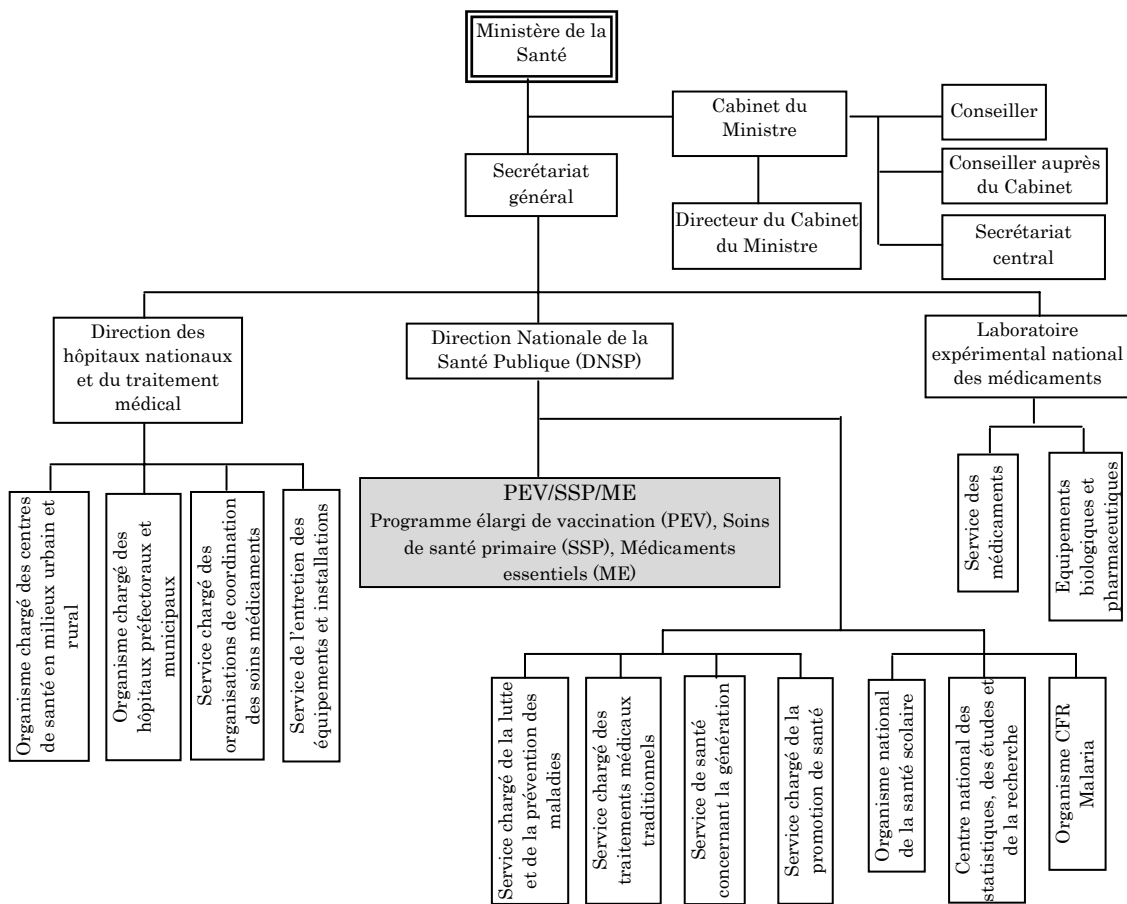 Ministère de la
Santé
Cabinet du
Ministre
Conseiller
Secrétariat
général
Conseiller auprès
du Cabinet
Directeur du Cabinet
du Ministre
Secrétariat
central
Direction des
hôpitaux nationaux
et du traitement
médical
Direction Nationale de la
Santé Publique (DNSP)
Laboratoire
expérimental national
des médicaments
Organisme chargé des centres
de santé en milieux urbain et
rural
Organisme chargé des
hôpitaux préfectoraux et
municipaux
Service chargé des
organisations de coordination
des soins médicaments
Service de l'entretien des
équipements et installations
PEV/SSP/ME
Programme élargi de vaccination (PEV), Soins
de santé primaire (SSP), Médicaments
essentiels (ME)
Service des
médicaments
Equipements
biologiques et
pharmaceutiques
Service chargé de la lutte
et de la prévention des
maladies
Service chargé des
traitements médicaux
traditionnels
Service de santé
concernant la génération
Service chargé de la
promotion de santé
Organisme national
de la santé scolaire
Centre national des
statistiques, des études et
de la recherche
Organisme CFR
Malaria